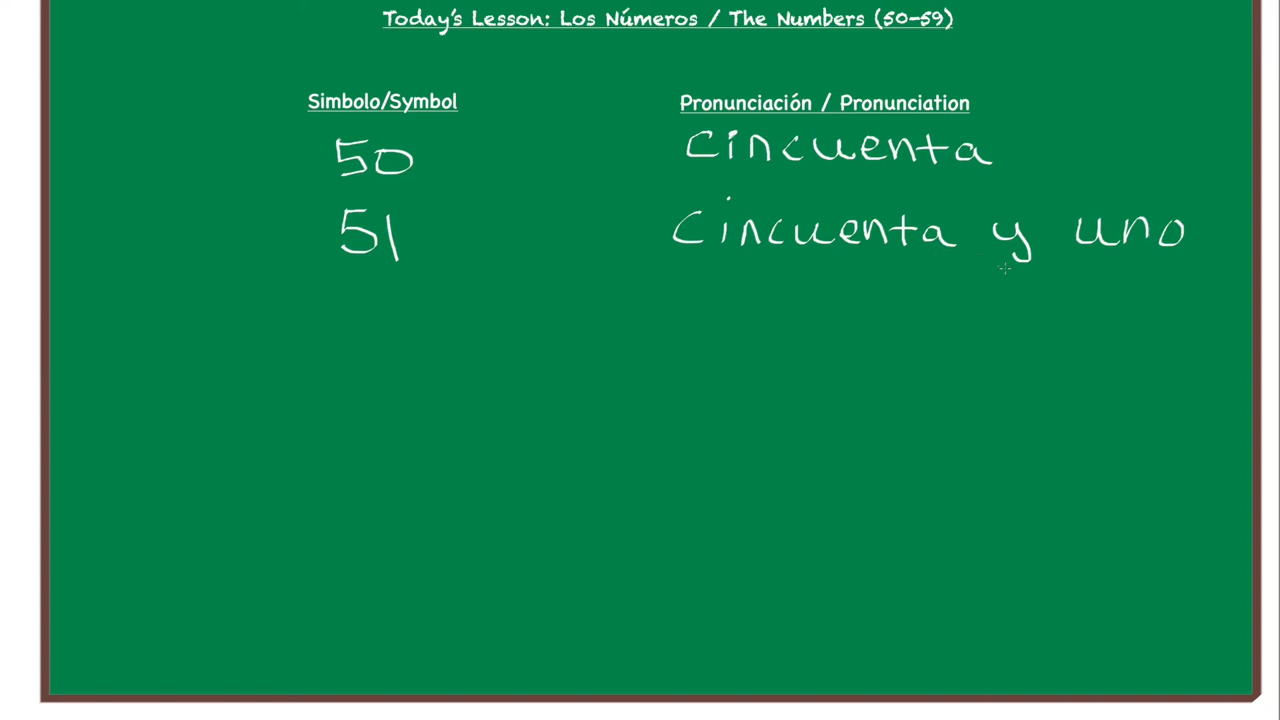 Today's Lesson: Los Números / The Numbers (50-59)
Simbolo/Symbol Pronunciación / Pronunciation
50 Cincuenta
51 Cincuenta y uno